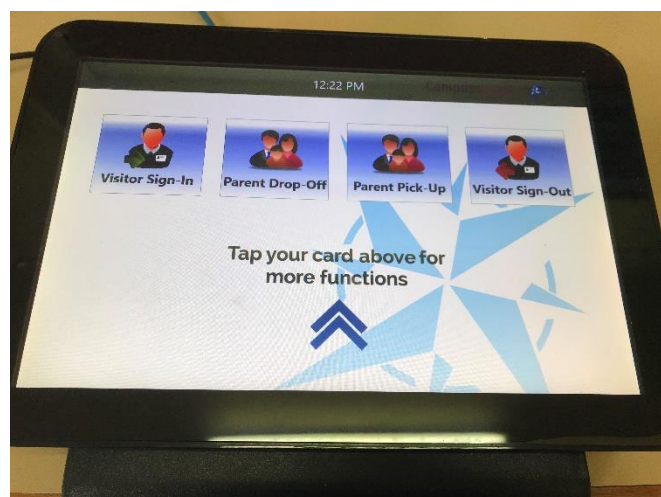 12:22 PM
Compass
Visitor Sign-In
Parent Drop-Off
Parent Pick-Up
Visitor Sign-Out
Tap your card above for
more functions